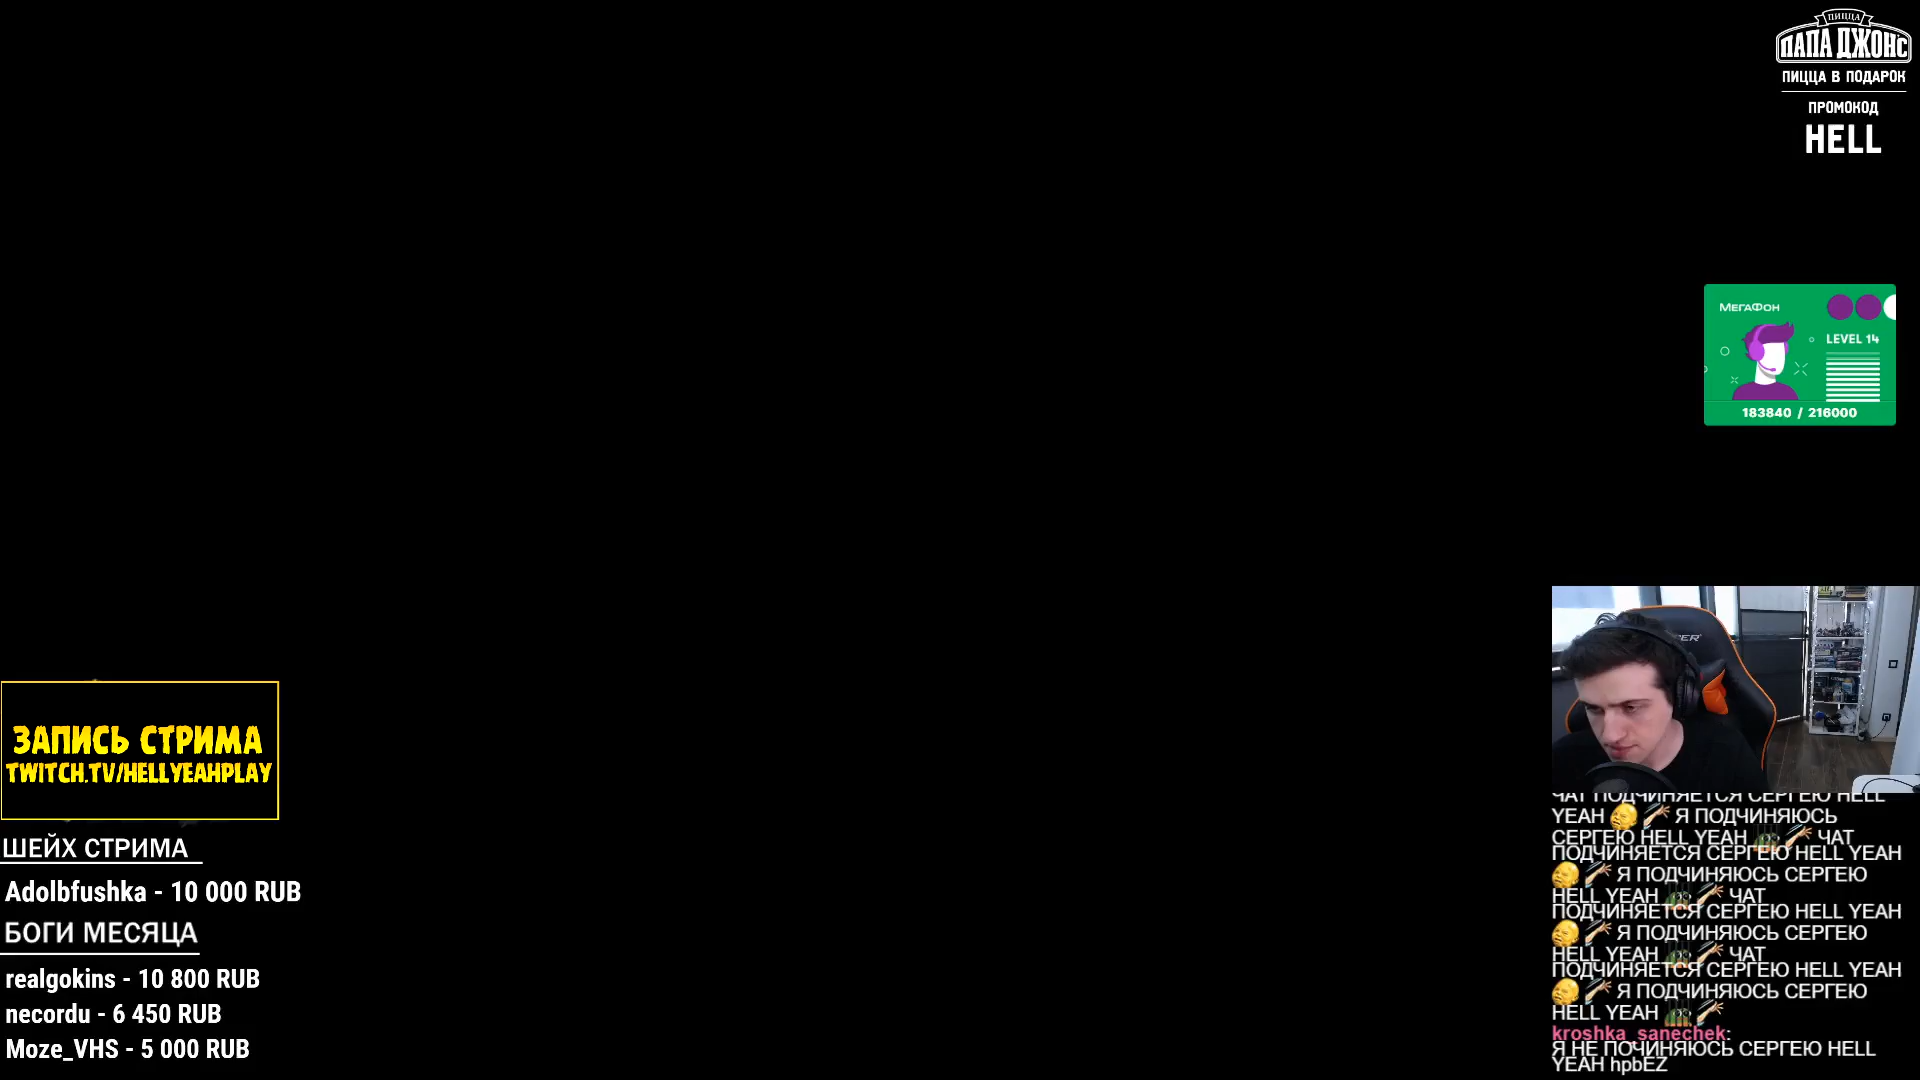 ПИЦЦА
ПАПА ДЖОНС
ПИЦЦА В ПОДАРОК
ПРОМОКОД
HELL
МЕГАФОН
LEVEL 14
183840 / 216000
ЗАПИСЬ СТРИМА
TWITCH.TV/HELLYEAHPLAY
ШЕЙХ СТРИМА
Adolbfushka - 10 000 RUB
БОГИ МЕСЯЦА
realgokins - 10 800 RUB
necordu - 6 450 RUB
Moze_VHS - 5 000 RUB
ЧАТ ПОДЧИНЯЕТСЯ СЕРГЕЮ HELL
YEAH Я ПОДЧИНЯЮСЬ
СЕРГЕЮ HELL YEAH ЧАТ
ПОДЧИНЯЕТСЯ СЕРГЕЮ HELL YEAH
Я ПОДЧИНЯЮСЬ СЕРГЕЮ
HELL YEAH ЧАТ
ПОДЧИНЯЕТСЯ СЕРГЕЮ HELL YEAH
Я ПОДЧИНЯЮСЬ СЕРГЕЮ
HELL YEAH ЧАТ
ПОДЧИНЯЕТСЯ СЕРГЕЮ HELL YEAH
Я ПОДЧИНЯЮСЬ СЕРГЕЮ
HELL YEAH
kroshka_sanechek:
Я НЕ ПОЧИНЯЮСЬ СЕРГЕЮ HELL
YEAH hpbEZ